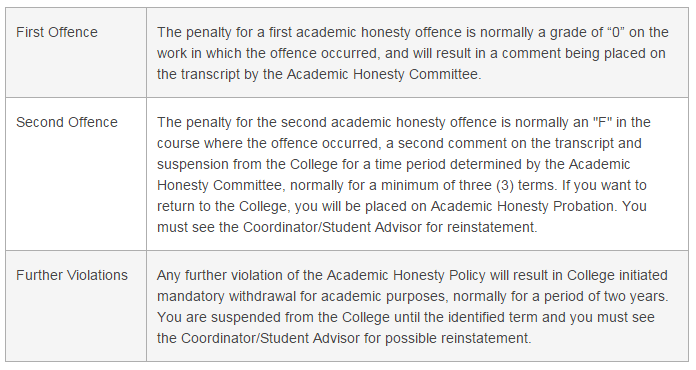 First Offence
The penalty for a first academic honesty offence is normally a grade of “0” on the
work in which the offence occurred, and will result in a comment being placed on
the transcript by the Academic Honesty Committee.
Second Offence
The penalty for the second academic honesty offence is normally an "F" in the
course where the offence occurred, a second comment on the transcript and
suspension from the College for a time period determined by the Academic
Honesty Committee, normally for a minimum of three (3) terms. If you want to
return to the College, you will be placed on Academic Honesty Probation. You
must see the Coordinator/Student Advisor for reinstatement.
Further Violations
Any further violation of the Academic Honesty Policy will result in College initiated
mandatory withdrawal for academic purposes, normally for a period of two years.
You are suspended from the College until the identified term and you must see
the Coordinator/Student Advisor for possible reinstatement.